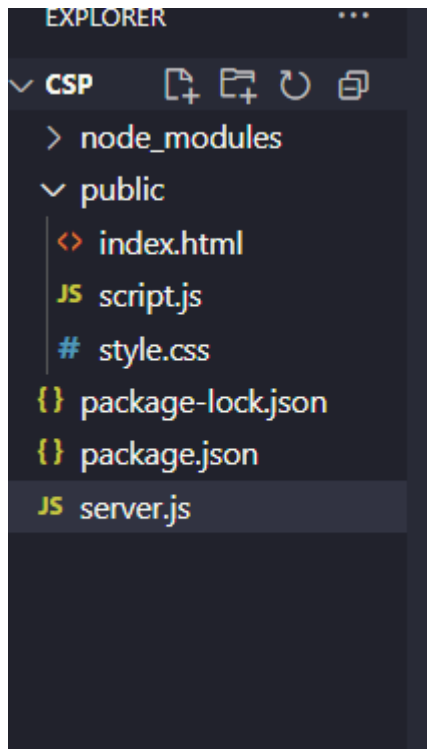 EXPLORER ...
CSP
node_modules
public
<> index.html
JS script.js
# style.css
{} package-lock.json
{} package.json
JS server.js